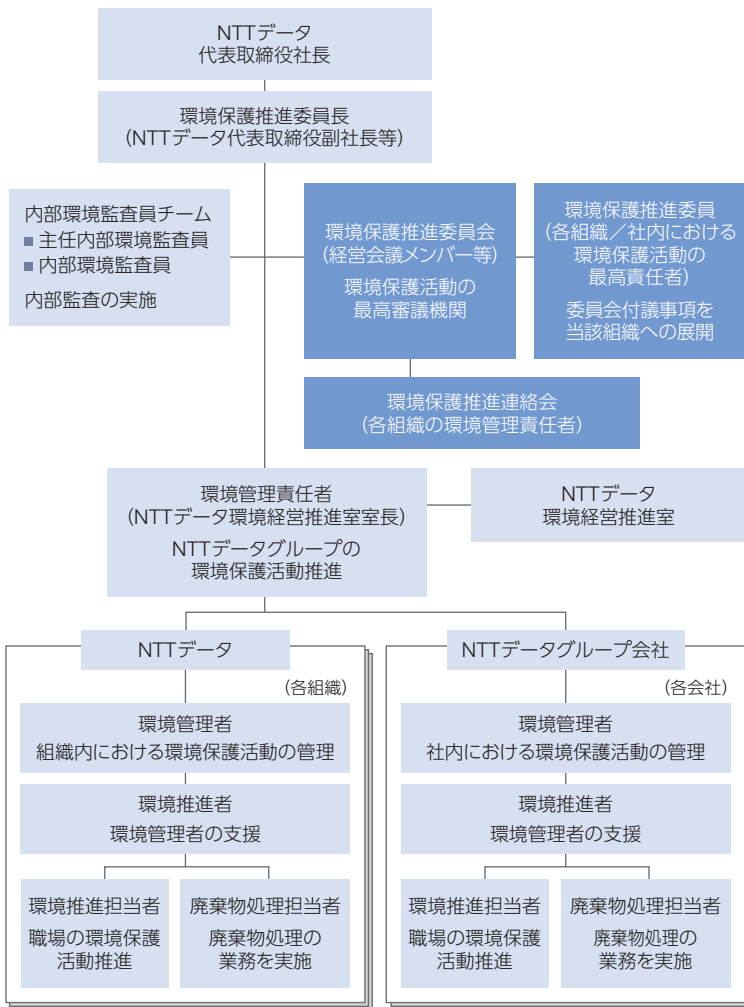 NTTデータ
代表取締役社長
環境保護推進委員長
(NTTデータ代表取締役副社長等)
内部環境監査員チーム
■ 主任内部環境監査員
■ 内部環境監査員
内部監査の実施
環境保護推進委員会
(経営会議メンバー等)
環境保護活動の
最高審議機関
環境保護推進委員
(各組織／社内における
環境保護活動の
最高責任者)
委員会付議事項を
当該組織への展開
環境保護推進連絡会
(各組織の環境管理責任者)
環境管理責任者
(NTTデータ環境経営推進室室長)
NTTデータグループの
環境保護活動推進
NTTデータ
環境経営推進室
NTTデータ
(各組織)
環境管理者
組織内における環境保護活動の管理
環境推進者
環境管理者の支援
環境推進担当者
職場の環境保護
活動推進
廃棄物処理担当者
廃棄物処理の
業務を実施
NTTデータグループ会社
(各会社)
環境管理者
社内における環境保護活動の管理
環境推進者
環境管理者の支援
環境推進担当者
職場の環境保護
活動推進
廃棄物処理担当者
廃棄物処理の
業務を実施